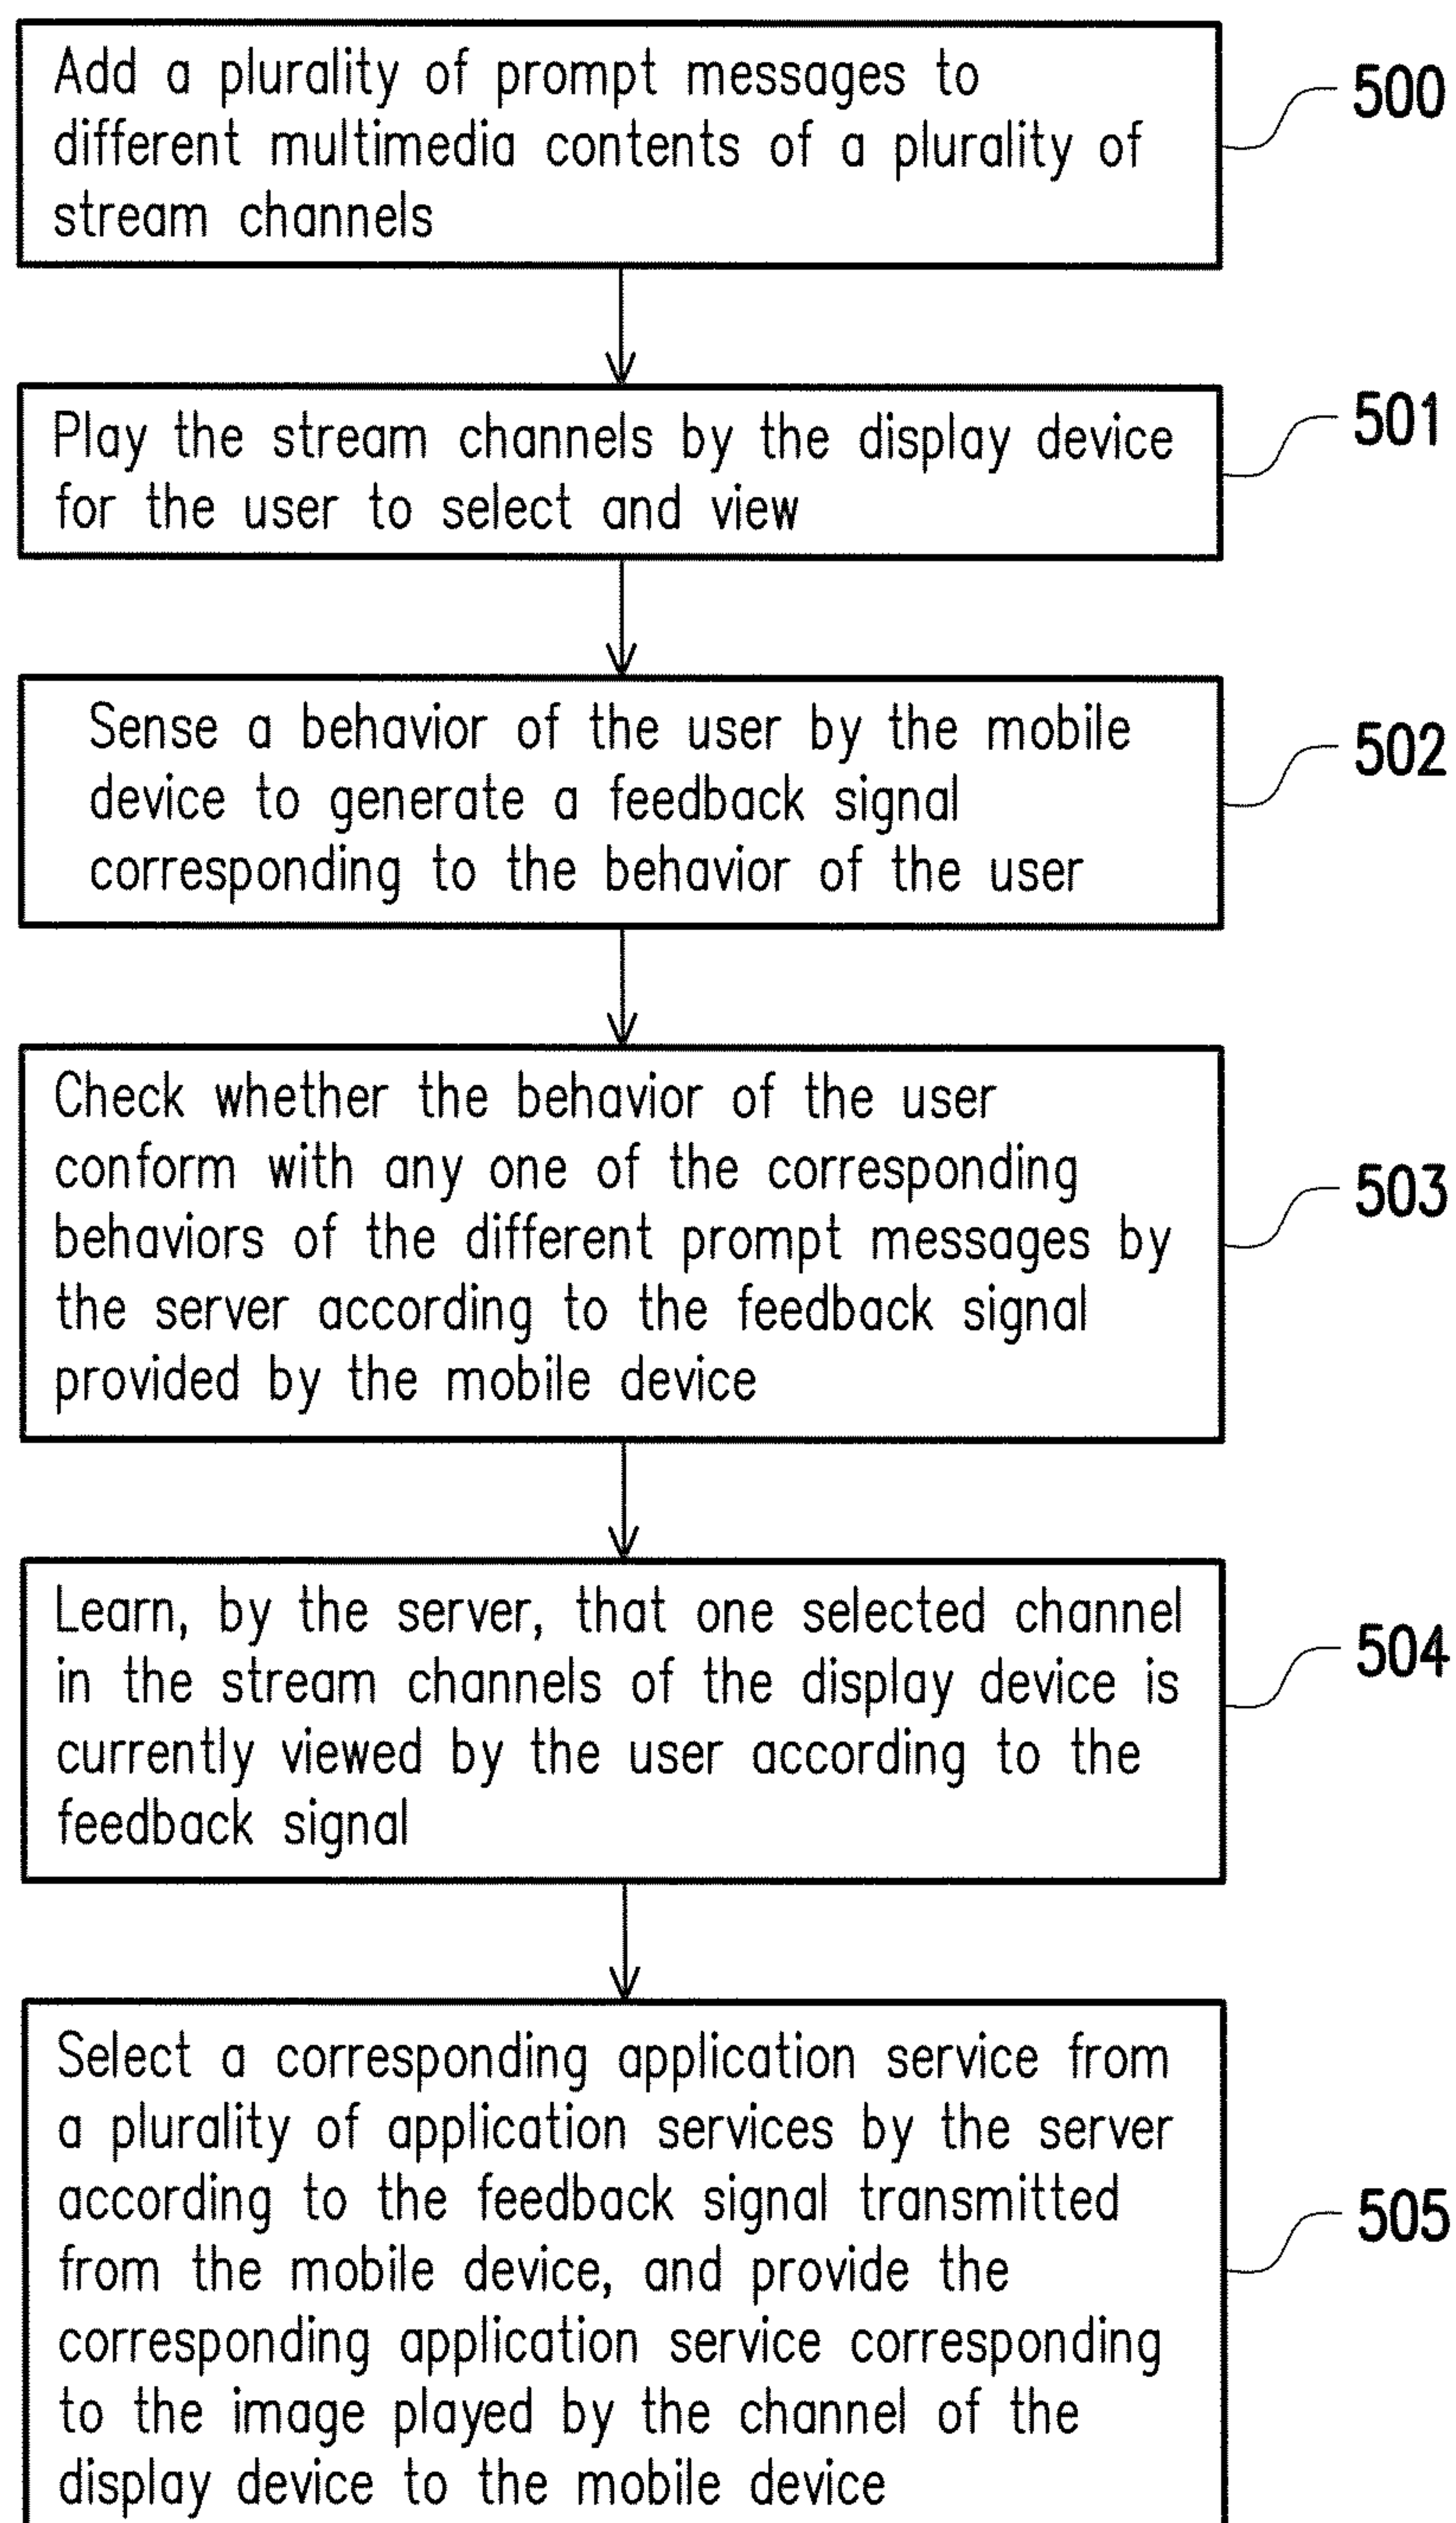 Add a plurality of prompt messages to
different multimedia contents of a plurality of
stream channels
500
Play the stream channels by the display device
for the user to select and view
501
Sense a behavior of the user by the mobile
device to generate a feedback signal
corresponding to the behavior of the user
502
Check whether the behavior of the user
conform with any one of the corresponding
behaviors of the different prompt messages by
the server according to the feedback signal
provided by the mobile device
503
Learn, by the server, that one selected channel
in the stream channels of the display device is
currently viewed by the user according to the
feedback signal
504
Select a corresponding application service from
a plurality of application services by the server
according to the feedback signal transmitted
from the mobile device, and provide the
corresponding application service corresponding
to the image played by the channel of the
display device to the mobile device
505